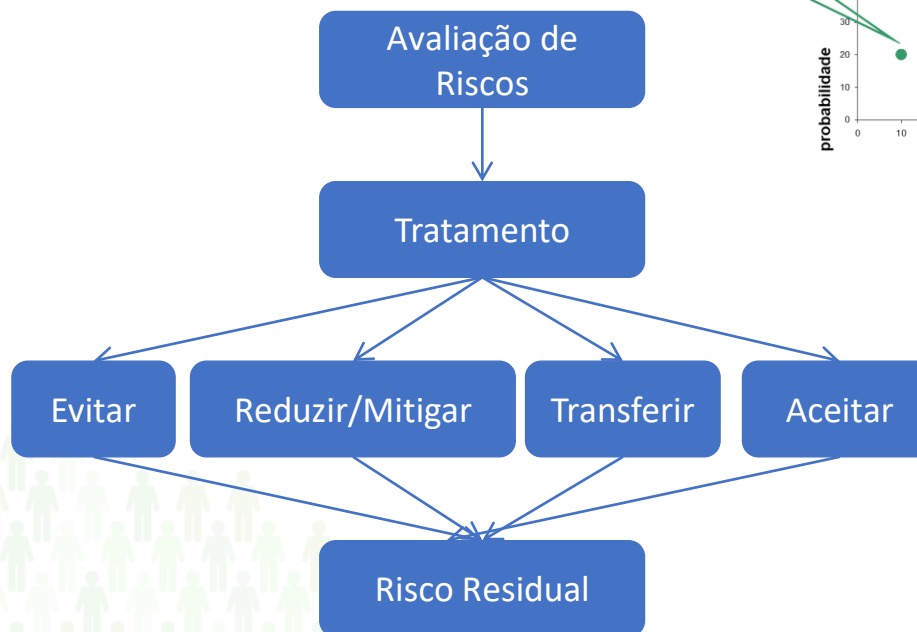 Avaliação de
Riscos
30
20
10
0
probabilidade
0 10
Tratamento
Evitar
Reduzir/Mitigar
Transferir
Aceitar
Risco Residual